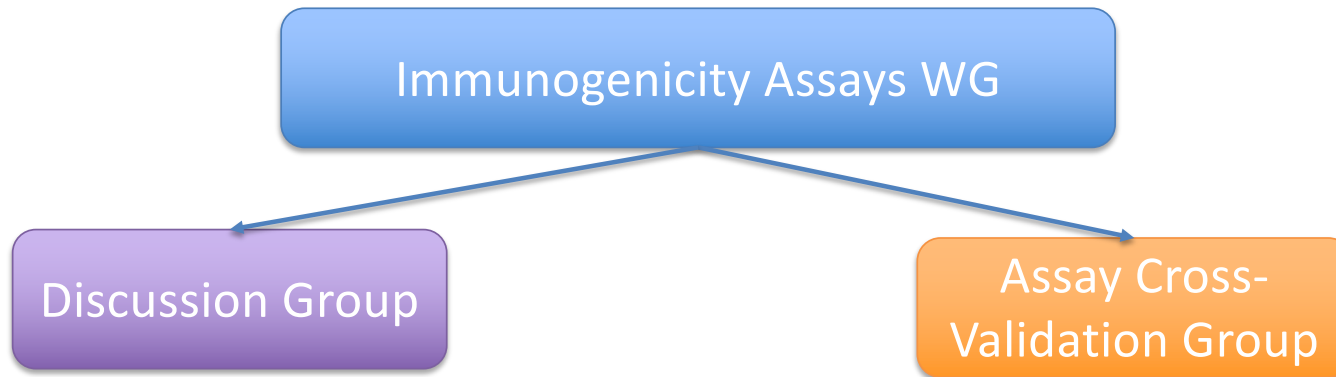 Immunogenicity Assays WG
Discussion Group
Assay Cross-
Validation Group